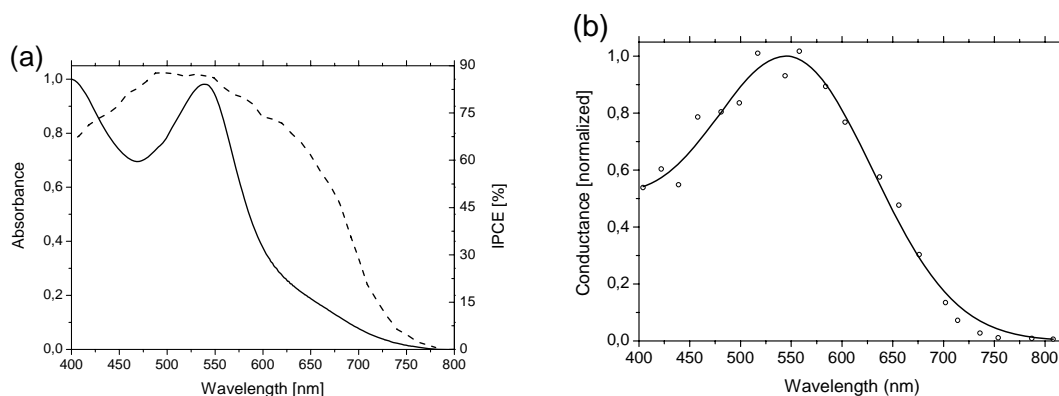 (a)
Absorbance
1,0
0,8
0,6
0,4
0,2
0,0
400 450 500 550 600 650 700 750 800
Wavelength [nm]
90
75
60
45
30
15
0
IPCE [%]
(b)
Conductance [normalized]
1,0
0,8
0,6
0,4
0,2
0,0
400 450 500 550 600 650 700 750 800
Wavelength (nm)